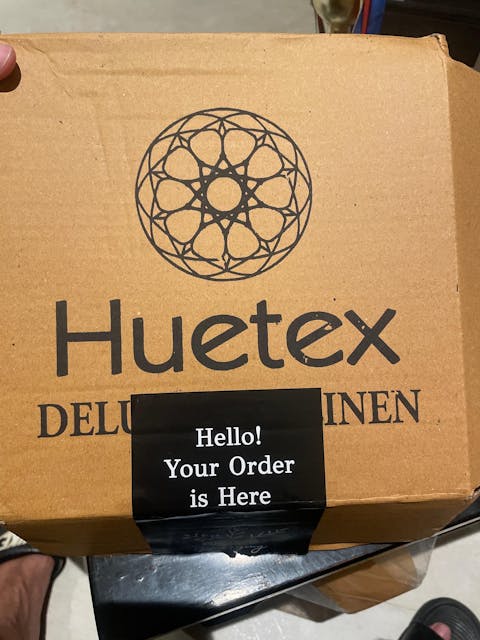 Huetex
DELU INEN
Hello!
Your Order
is Here